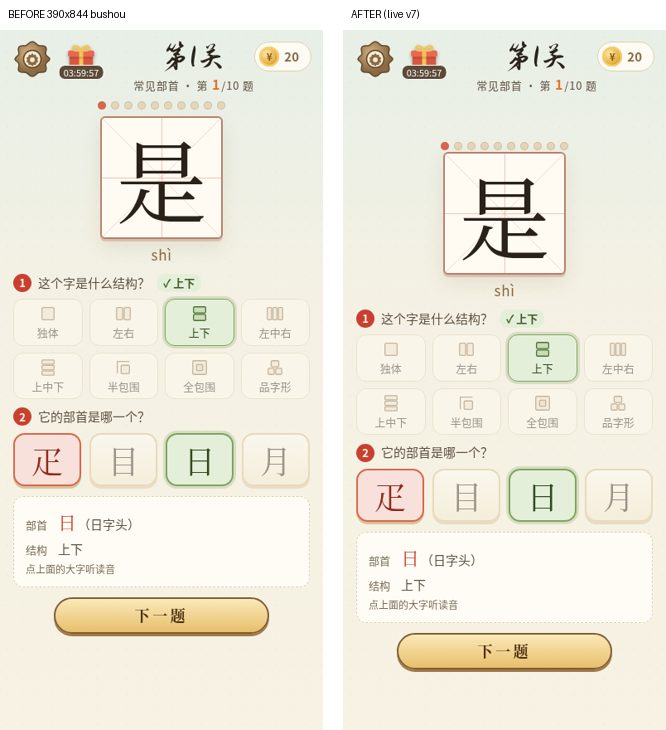 BEFORE 390x844 bushou
03:59:57
第1关
¥ 20
常见部首 · 第 1/10 题
是
shì
1 这个字是什么结构? ✓上下
独体 左右 上下 左中右
上中下 半包围 全包围 品字形
2 它的部首是哪一个?
疋 目 日 月
部首 日 (日字头)
结构 上下
点上面的大字听读音
下一题
AFTER (live v7)
03:59:57
第1关
¥ 20
常见部首 · 第 1/10 题
是
shì
1 这个字是什么结构? ✓上下
独体 左右 上下 左中右
上中下 半包围 全包围 品字形
2 它的部首是哪一个?
疋 目 日 月
部首 日 (日字头)
结构 上下
点上面的大字听读音
下一题